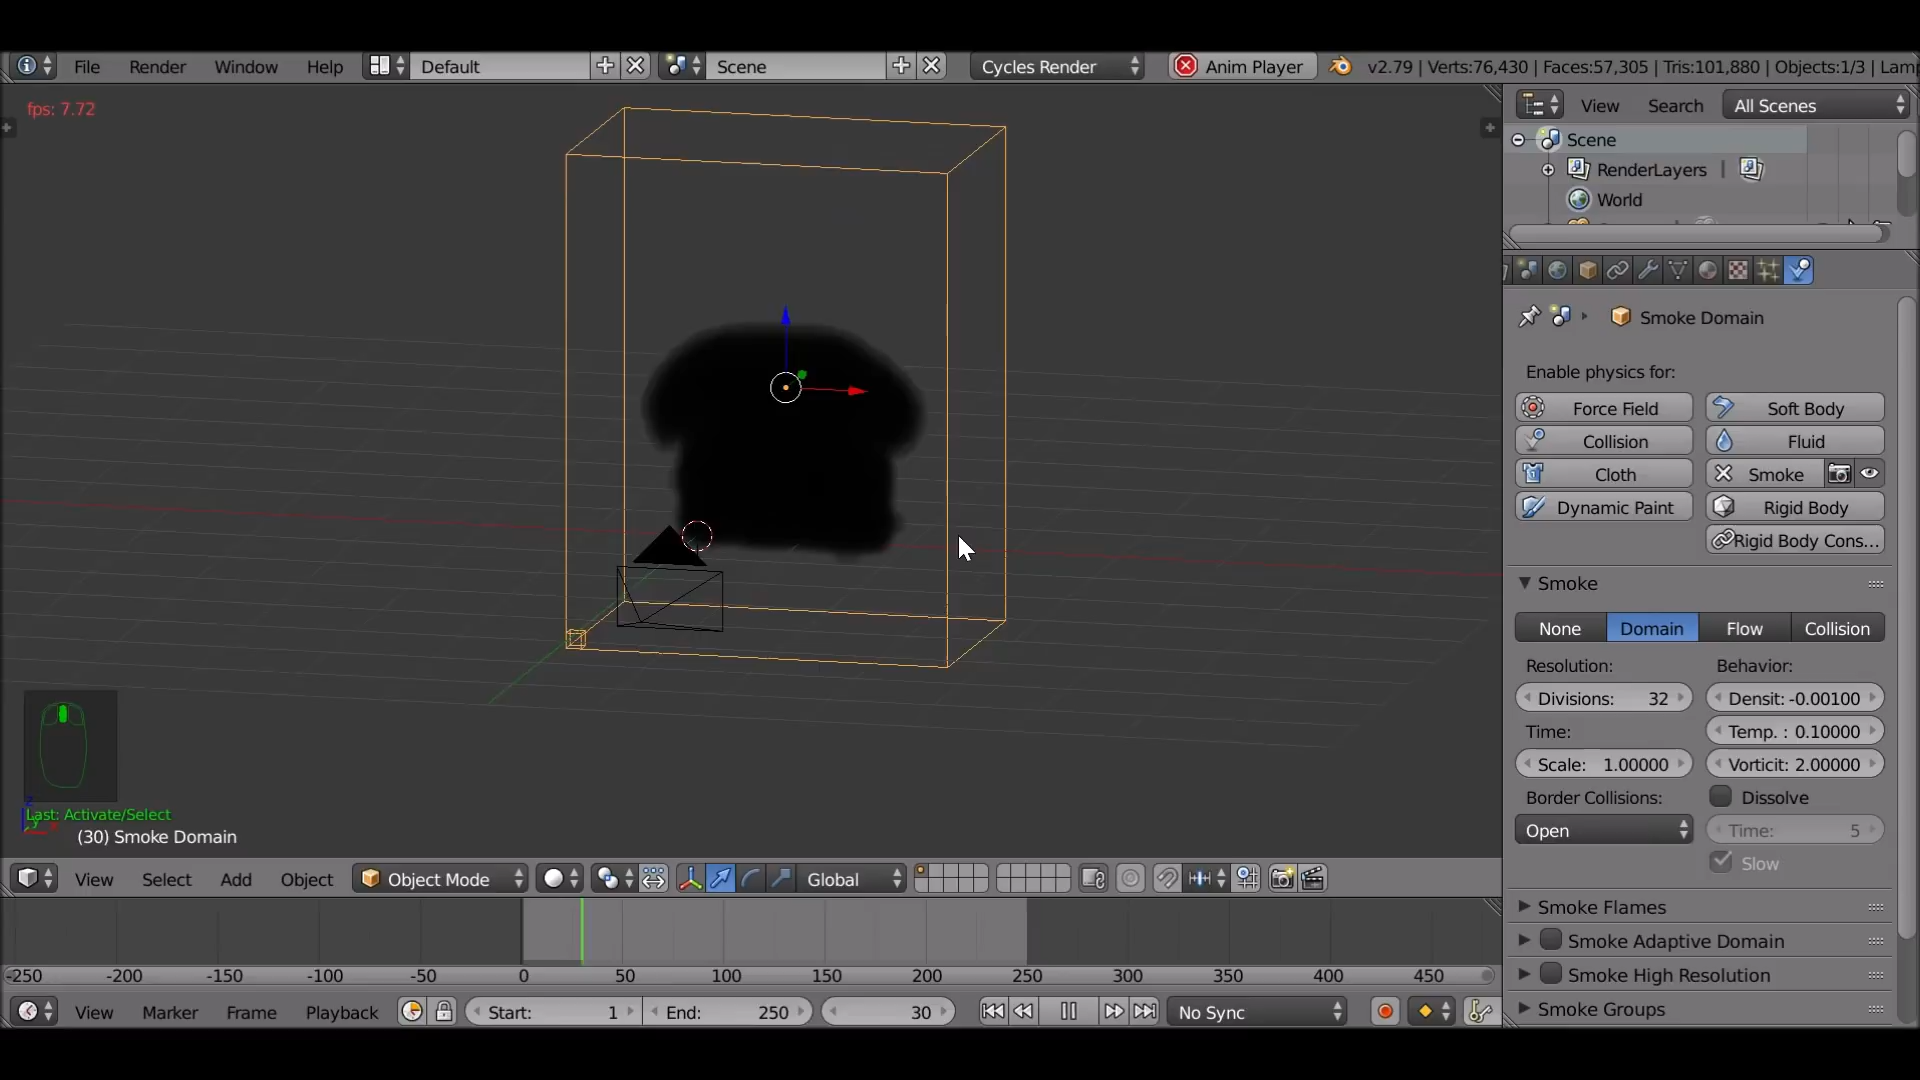 File Render Window Help Default Scene Cycles Render Anim Player v2.79 | Verts:76,430 | Faces:57,305 | Tris:101,880 | Objects:1/3 |
fps: 7.72
View Search All Scenes
Scene
RenderLayers |
World
Smoke Domain
Enable physics for:
Force Field Soft Body
Collision Fluid
Cloth Smoke
Dynamic Paint Rigid Body
Rigid Body Cons...
Smoke
None Domain Flow Collision
Resolution: Behavior:
Divisions: 32 Densit: -0.00100
Time: Temp. : 0.10000
Scale: 1.00000 Vorticit: 2.00000
Border Collisions: Dissolve
Open Time: 5
Slow
Smoke Flames
Smoke Adaptive Domain
Smoke High Resolution
Smoke Groups
Last: Activate/Select
(30) Smoke Domain
View Select Add Object Object Mode Global
-250 -200 -150 -100 -50 0 50 100 150 200 250 300 350 400 450
View Marker Frame Playback Start: 1 End: 250 30 No Sync